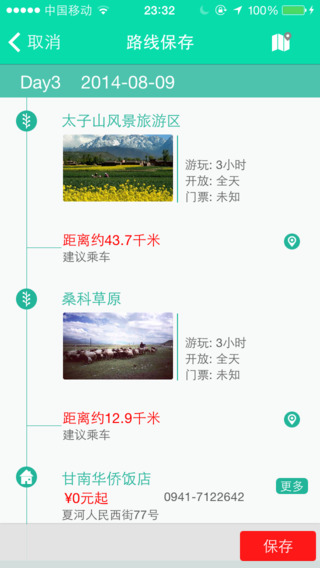 中国移动 23:32 100%
取消 路线保存
Day3 2014-08-09
太子山风景旅游区
游玩: 3小时
开放: 全天
门票: 未知
距离约43.7千米
建议乘车
桑科草原
游玩: 3小时
开放: 全天
门票: 未知
距离约12.9千米
建议乘车
甘南华侨饭店
¥0元起 0941-7122642 更多
夏河人民西街77号
保存